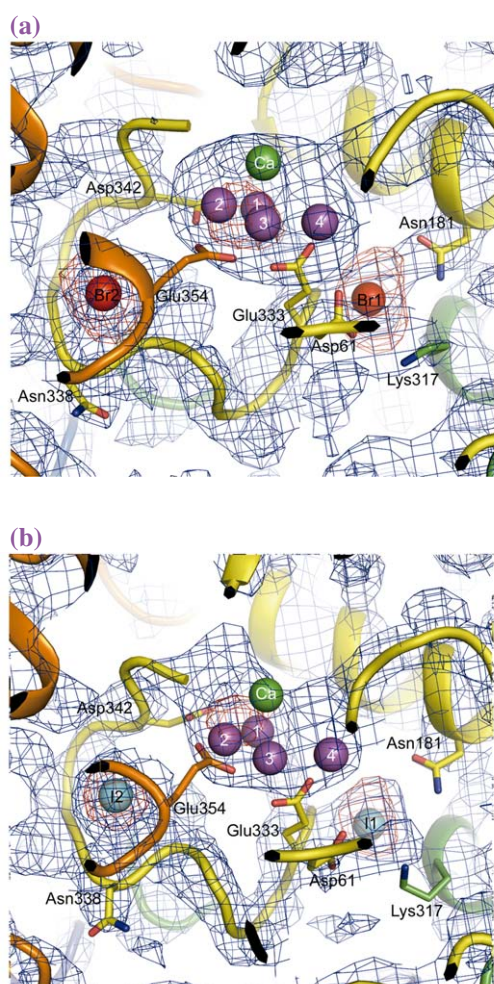 (a)
Ca
Asp342
2
1
3
4
Asn181
Br2
Glu354
Glu333
Br1
Asp61
Lys317
Asn338
(b)
Ca
Asp342
2
1
3
4
Asn181
I2
Glu354
Glu333
I1
Asp61
Asn338
Lys317